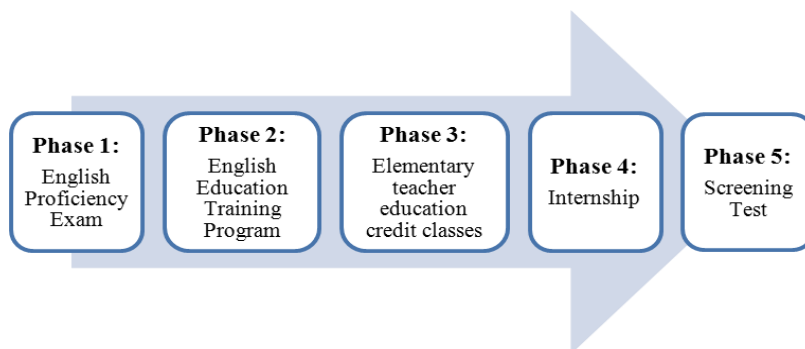 Phase 1:
English
Proficiency
Exam
Phase 2:
English
Education
Training
Program
Phase 3:
Elementary
teacher
education
credit classes
Phase 4:
Internship
Phase 5:
Screening
Test